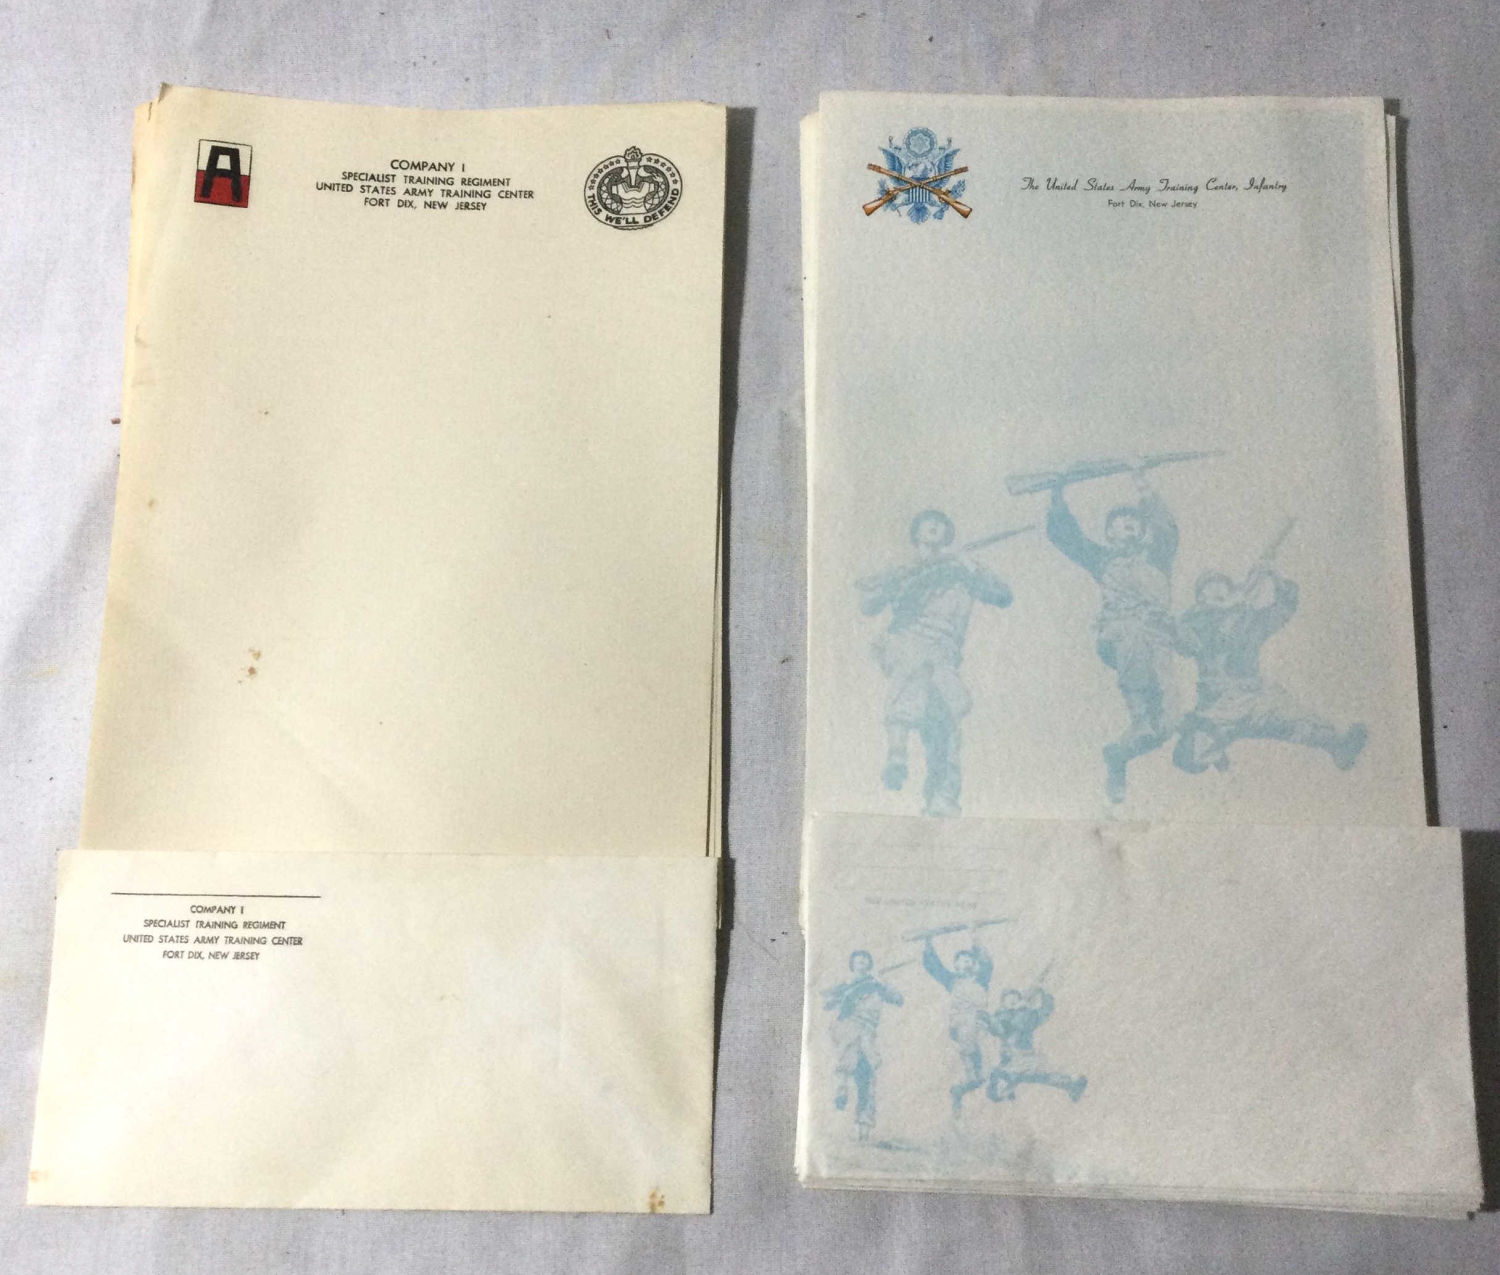 A
COMPANY I
SPECIALIST TRAINING REGIMENT
UNITED STATES ARMY TRAINING CENTER
FORT DIX, NEW JERSEY
THIS WE'LL DEFEND
COMPANY I
SPECIALIST TRAINING REGIMENT
UNITED STATES ARMY TRAINING CENTER
FORT DIX, NEW JERSEY
The United States Army Training Center, Infantry
Fort Dix, New Jersey